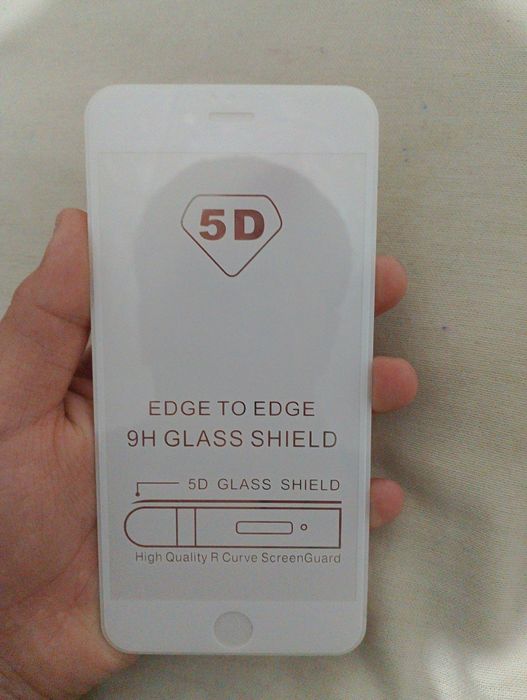 5D
EDGE TO EDGE
9H GLASS SHIELD
5D GLASS SHIELD
High Quality R Curve ScreenGuard